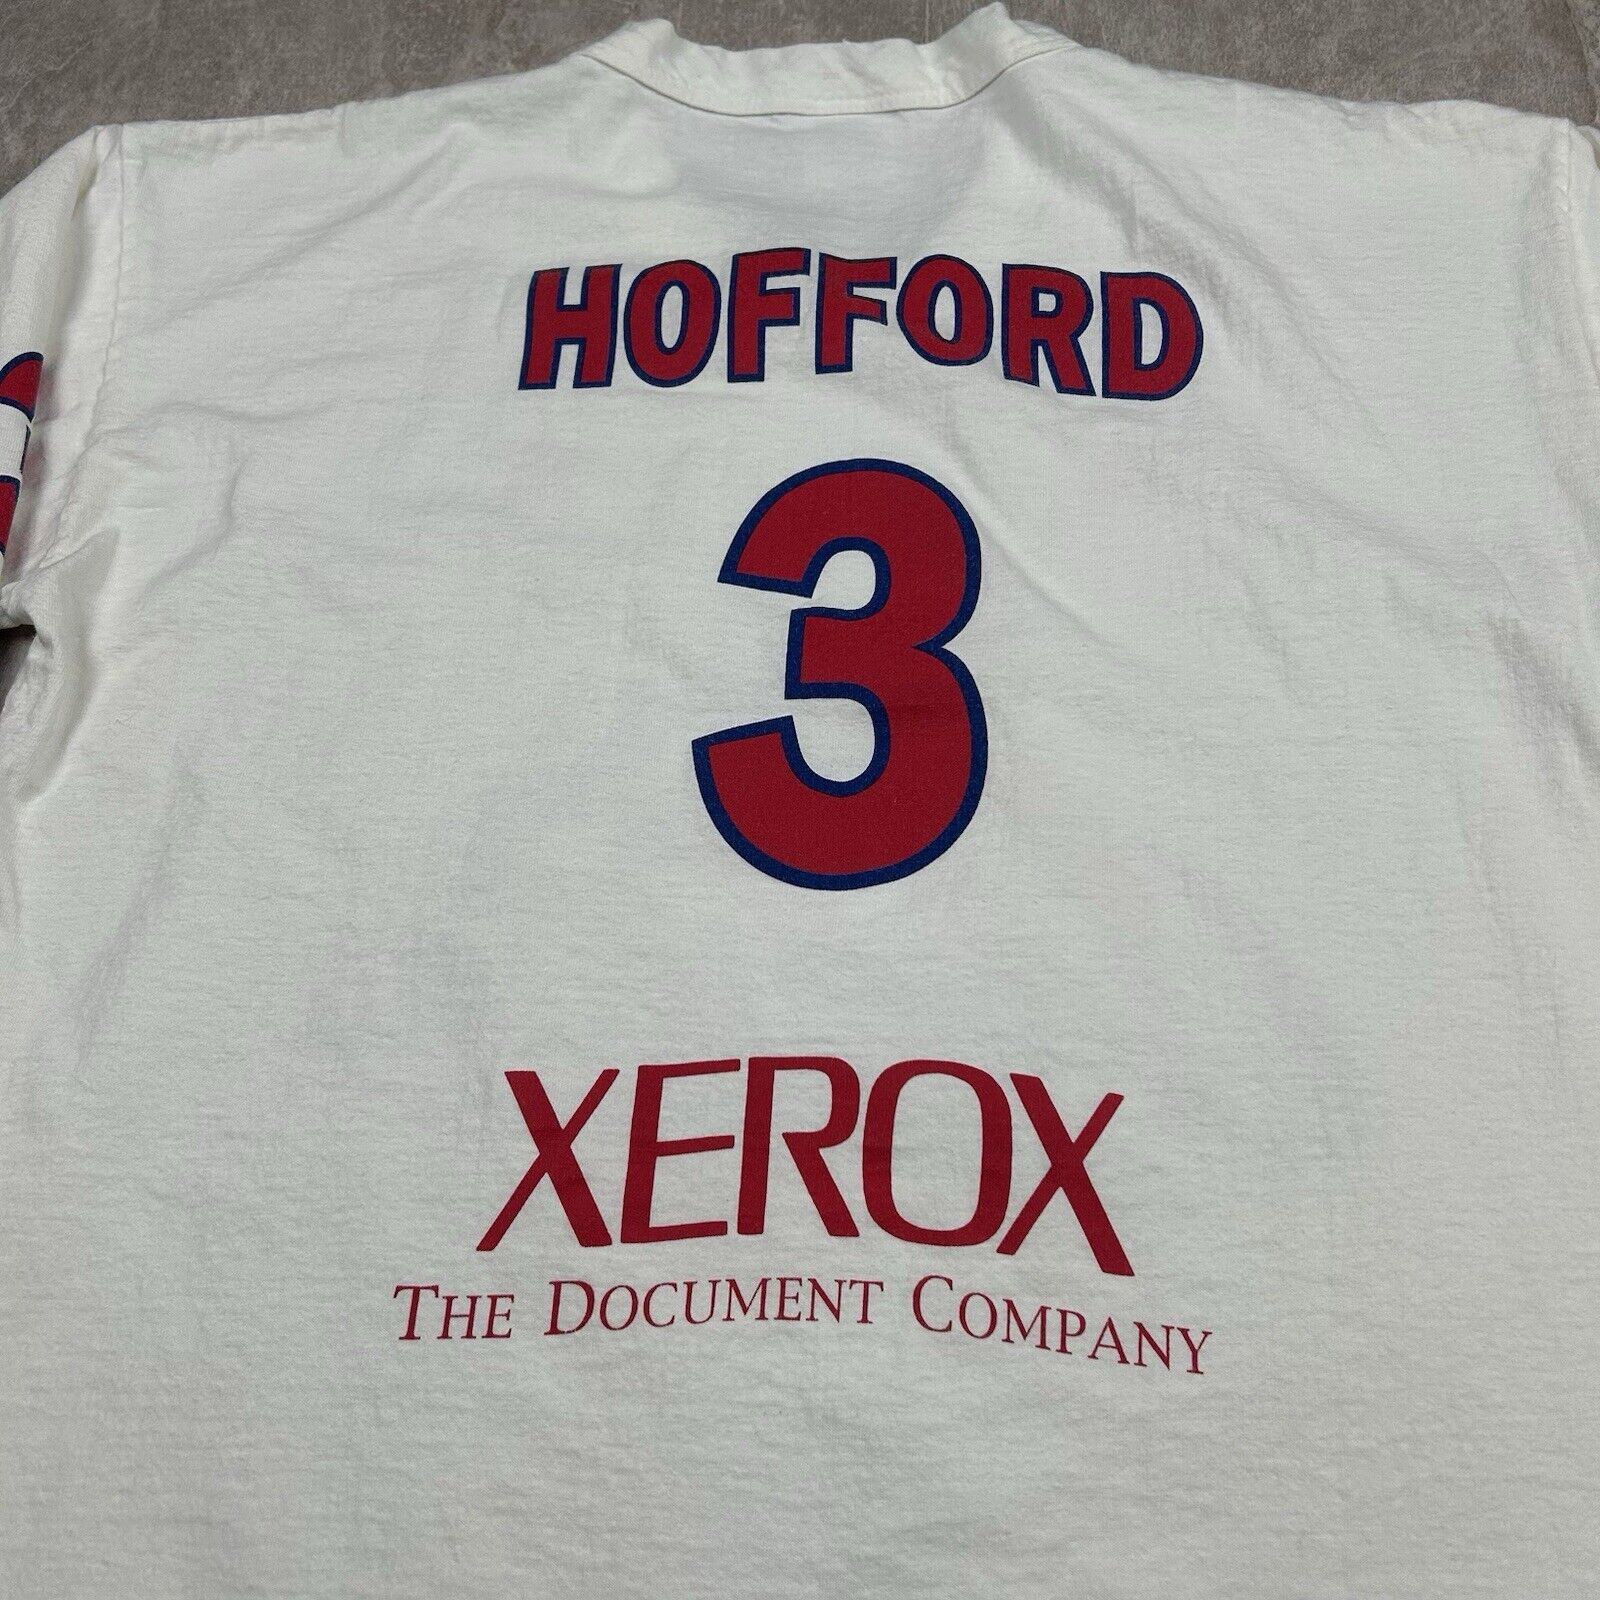 HOFFORD
3
XEROX
THE DOCUMENT COMPANY